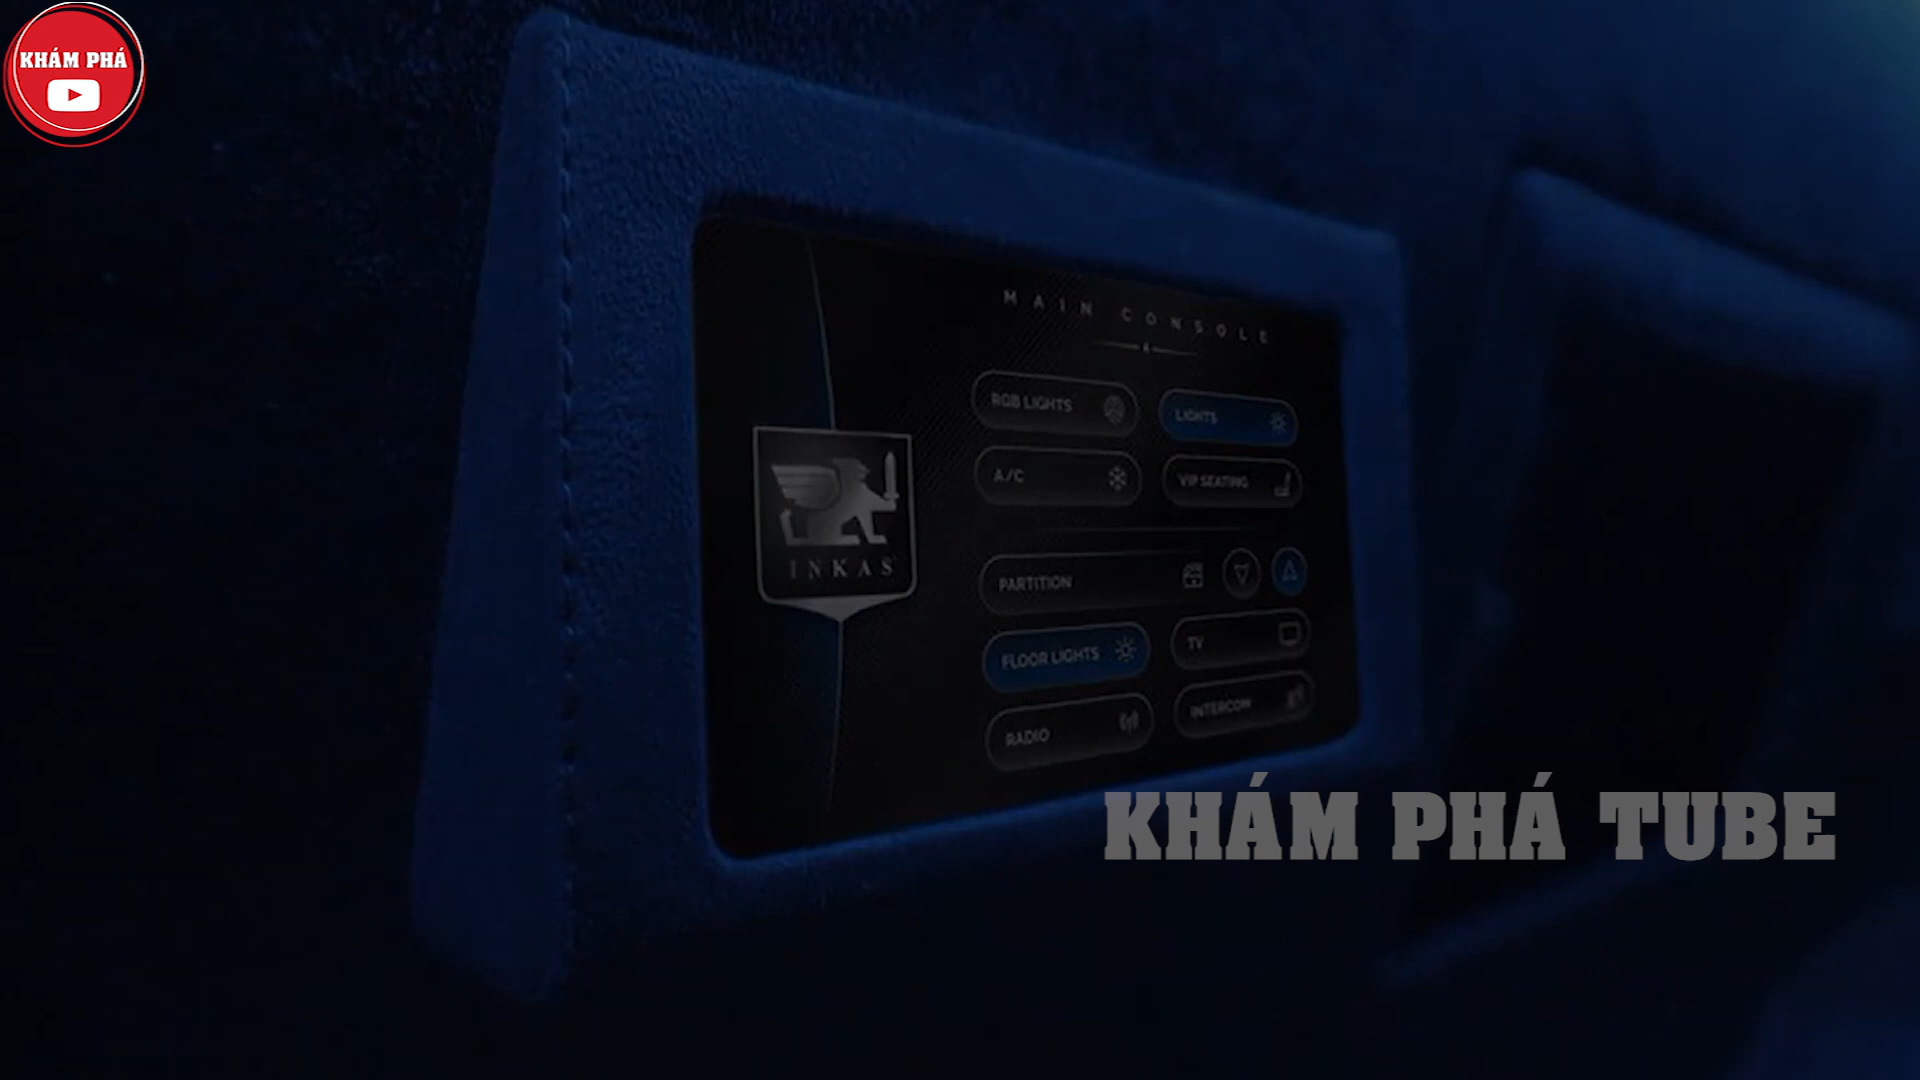 KHÁM PHÁ
MAIN CONSOLE
RGB LIGHTS
LIGHTS
A/C
VIP SEATING
INKAS
PARTITION
FLOOR LIGHTS
TV
RADIO
INTERCOM
KHÁM PHÁ TUBE